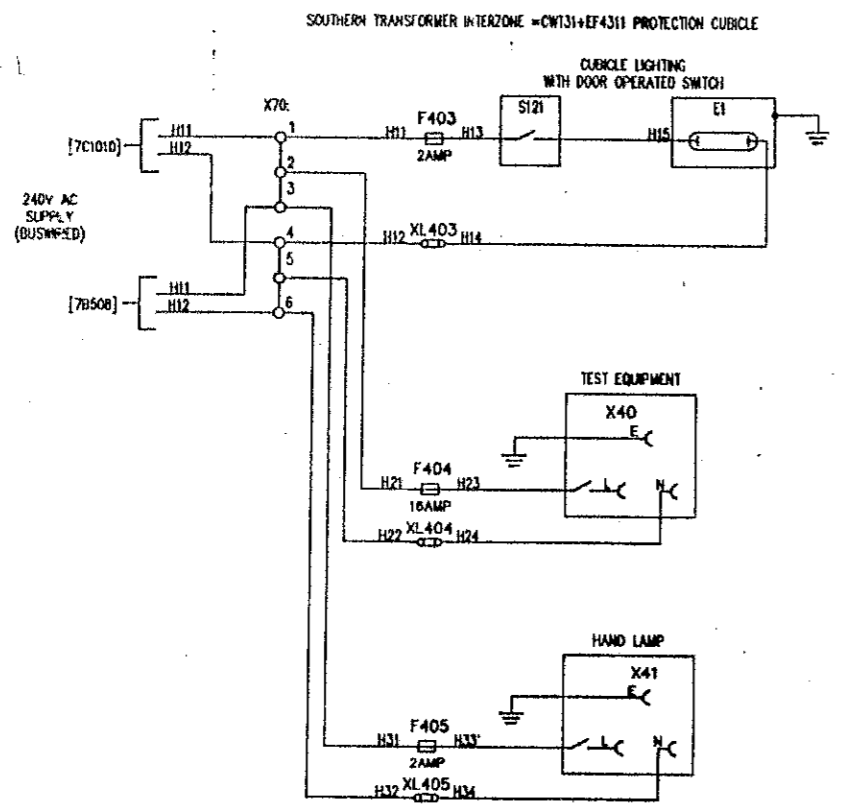 SOUTHERN TRANSFORMER INTERZONE =CWT31+EF4311 PROTECTION CUBICLE
CUBICLE LIGHTING
WITH DOOR OPERATED SWITCH
X70:
F403
S121
E1
1
H11
H11
H13
H15
[7C101D]
H12
2AMP
2
3
240V AC
SUPPLY
(BUSWIRED)
4
XL403
H12
H14
5
H11
[7B508]
H12
6
TEST EQUIPMENT
X40
E
F404
H21
H23
L
N
16AMP
XL404
H22
H24
HAND LAMP
X41
E
F405
H31
H33
L
N
2AMP
XL405
H32
H34